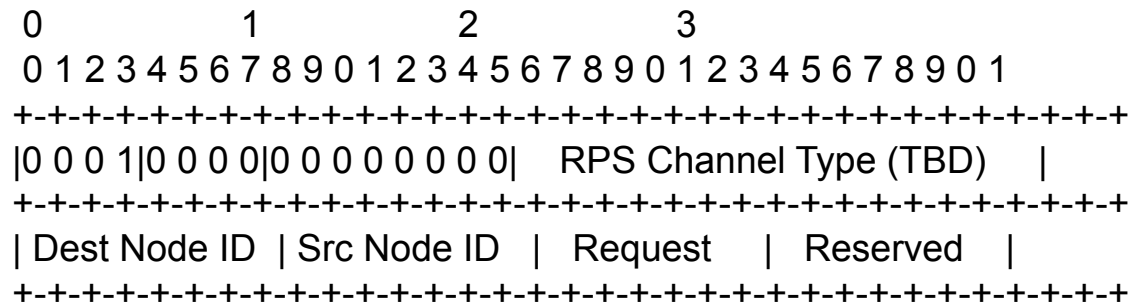 0 1 2 3
0 1 2 3 4 5 6 7 8 9 0 1 2 3 4 5 6 7 8 9 0 1 2 3 4 5 6 7 8 9 0 1
+-+-+-+-+-+-+-+-+-+-+-+-+-+-+-+-+-+-+-+-+-+-+-+-+-+-+-+-+-+-+-+-+
|0 0 0 1|0 0 0 0|0 0 0 0 0 0 0 0| RPS Channel Type (TBD) |
+-+-+-+-+-+-+-+-+-+-+-+-+-+-+-+-+-+-+-+-+-+-+-+-+-+-+-+-+-+-+-+-+
| Dest Node ID | Src Node ID | Request | Reserved |
+-+-+-+-+-+-+-+-+-+-+-+-+-+-+-+-+-+-+-+-+-+-+-+-+-+-+-+-+-+-+-+-+